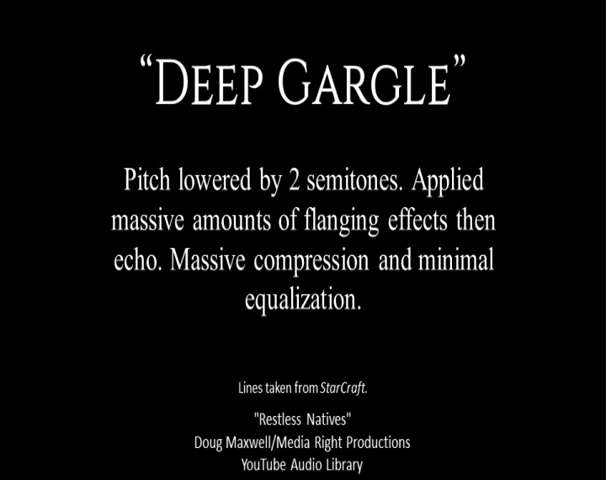 “DEEP GARGLE”
Pitch lowered by 2 semitones. Applied
massive amounts of flanging effects then
echo. Massive compression and minimal
equalization.
Lines taken from StarCraft.
"Restless Natives"
Doug Maxwell/Media Right Productions
YouTube Audio Library